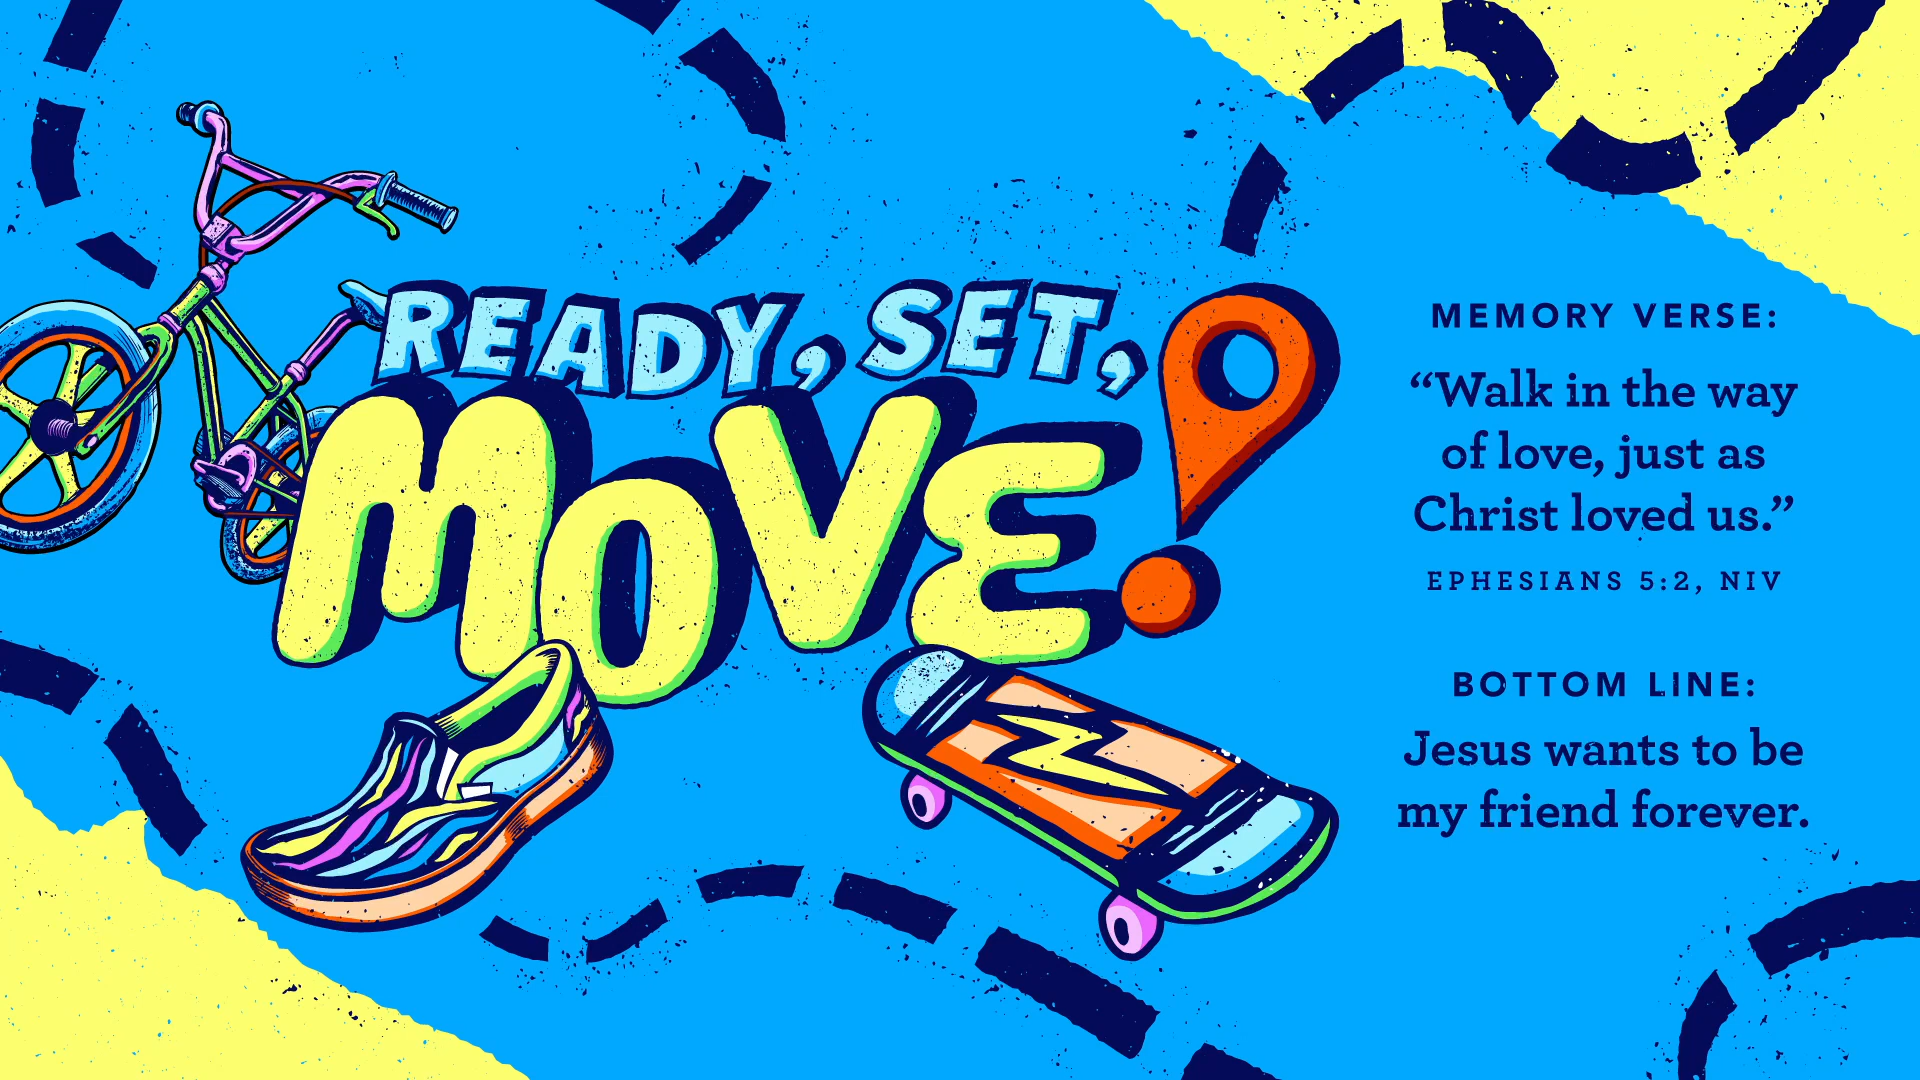 READY, SET,
MOVE!
MEMORY VERSE:
“Walk in the way
of love, just as
Christ loved us.”
EPHESIANS 5:2, NIV
BOTTOM LINE:
Jesus wants to be
my friend forever.